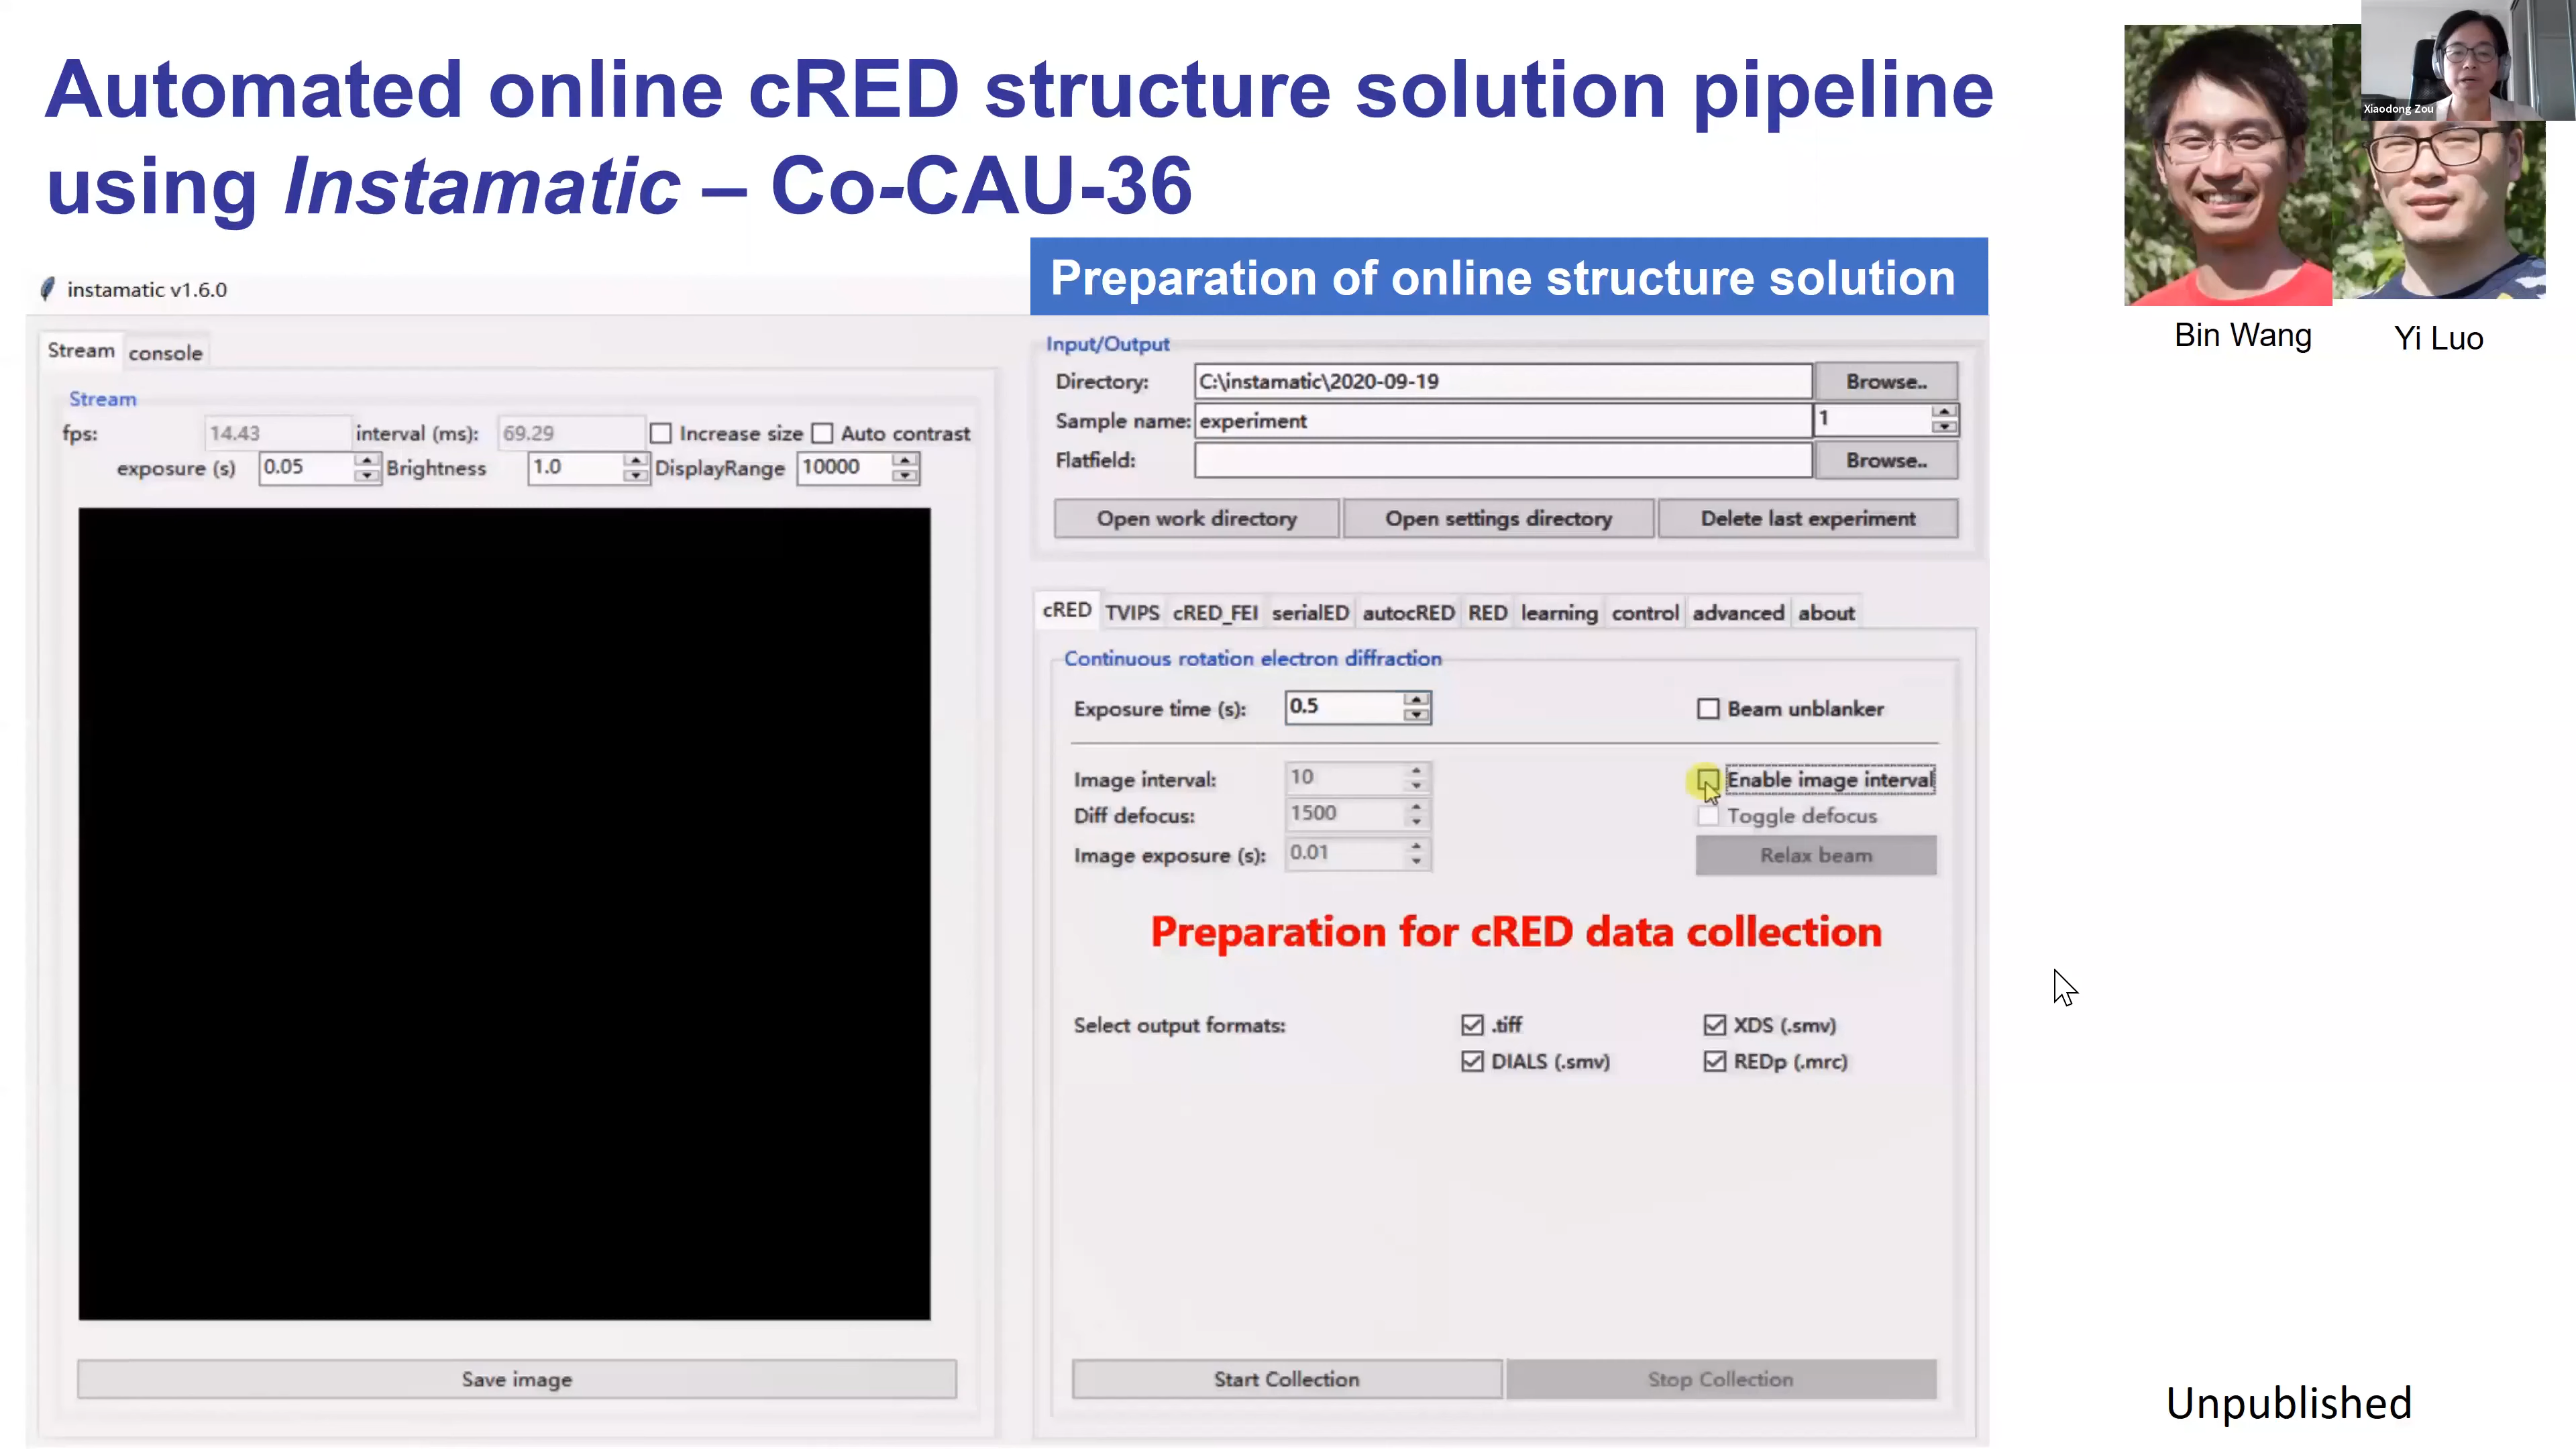 Automated online cRED structure solution pipeline
using Instamatic – Co-CAU-36
Xiaodong Zou
Bin Wang
Yi Luo
Preparation of online structure solution
instamatic v1.6.0
Stream console
Stream
fps: 14.43 interval (ms): 69.29 Increase size Auto contrast
exposure (s) 0.05 Brightness 1.0 DisplayRange 10000
Save image
Input/Output
Directory: C:\instamatic\2020-09-19 Browse..
Sample name: experiment 1
Flatfield: Browse..
Open work directory Open settings directory Delete last experiment
cRED TVIPS cRED_FEI serialED autocRED RED learning control advanced about
Continuous rotation electron diffraction
Exposure time (s): 0.5 Beam unblanker
Image interval: 10 Enable image interval
Diff defocus: 1500 Toggle defocus
Image exposure (s): 0.01 Relax beam
Preparation for cRED data collection
Select output formats: .tiff XDS (.smv)
DIALS (.smv) REDp (.mrc)
Start Collection Stop Collection
Unpublished